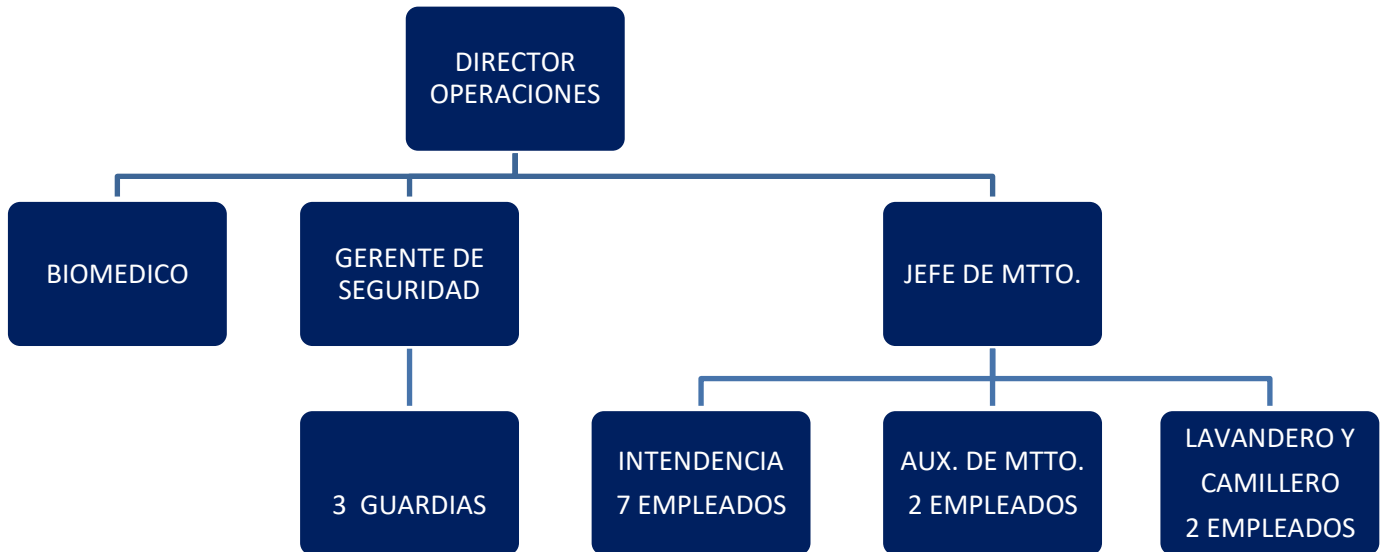 DIRECTOR
OPERACIONES
BIOMEDICO
GERENTE DE
SEGURIDAD
JEFE DE MTTO.
3 GUARDIAS
INTENDENCIA
7 EMPLEADOS
AUX. DE MTTO.
2 EMPLEADOS
LAVANDERO Y
CAMILLERO
2 EMPLEADOS